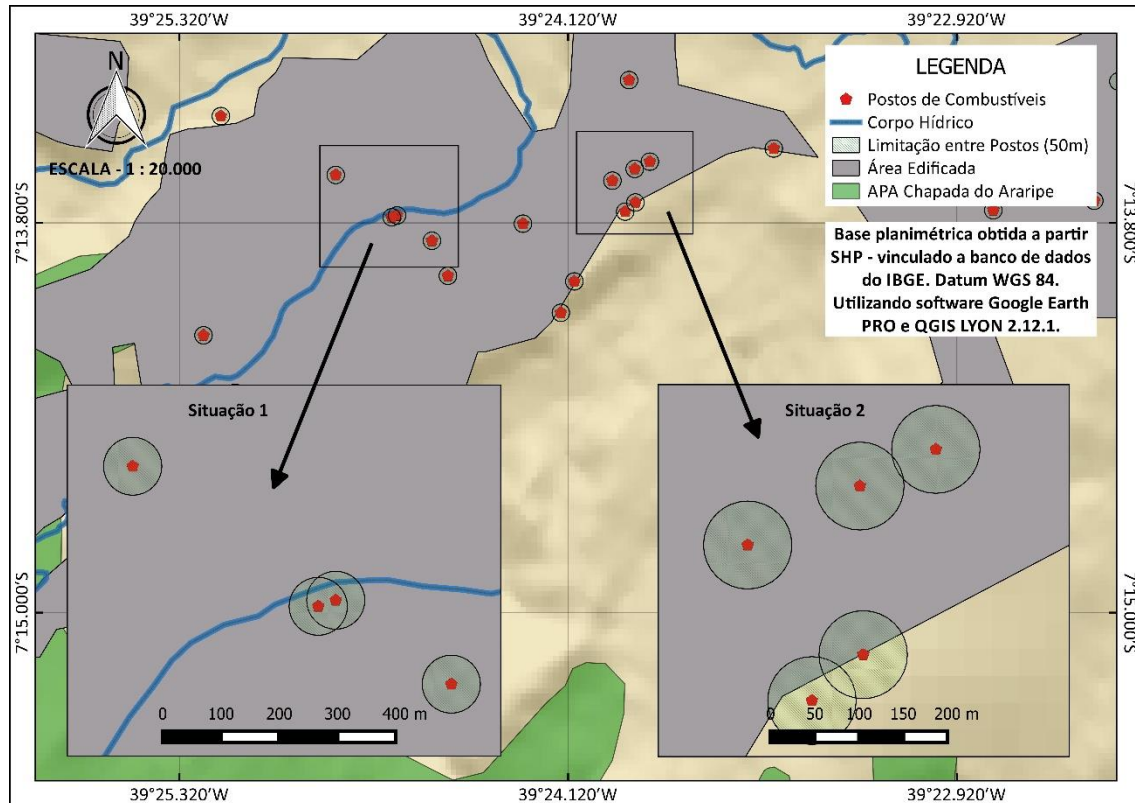 39°25.320'W 39°24.120'W 39°22.920'W
N
ESCALA - 1 : 20.000
LEGENDA
Postos de Combustíveis
Corpo Hídrico
Limitação entre Postos (50m)
Área Edificada
APA Chapada do Araripe
7°13.800'S
7°13.800'S
Base planimétrica obtida a partir
SHP - vinculado a banco de dados
do IBGE. Datum WGS 84.
Utilizando software Google Earth
PRO e QGIS LYON 2.12.1.
Situação 1
Situação 2
7°15.000'S
7°15.000'S
0 100 200 300 400 m
0 50 100 150 200 m
39°25.320'W 39°24.120'W 39°22.920'W